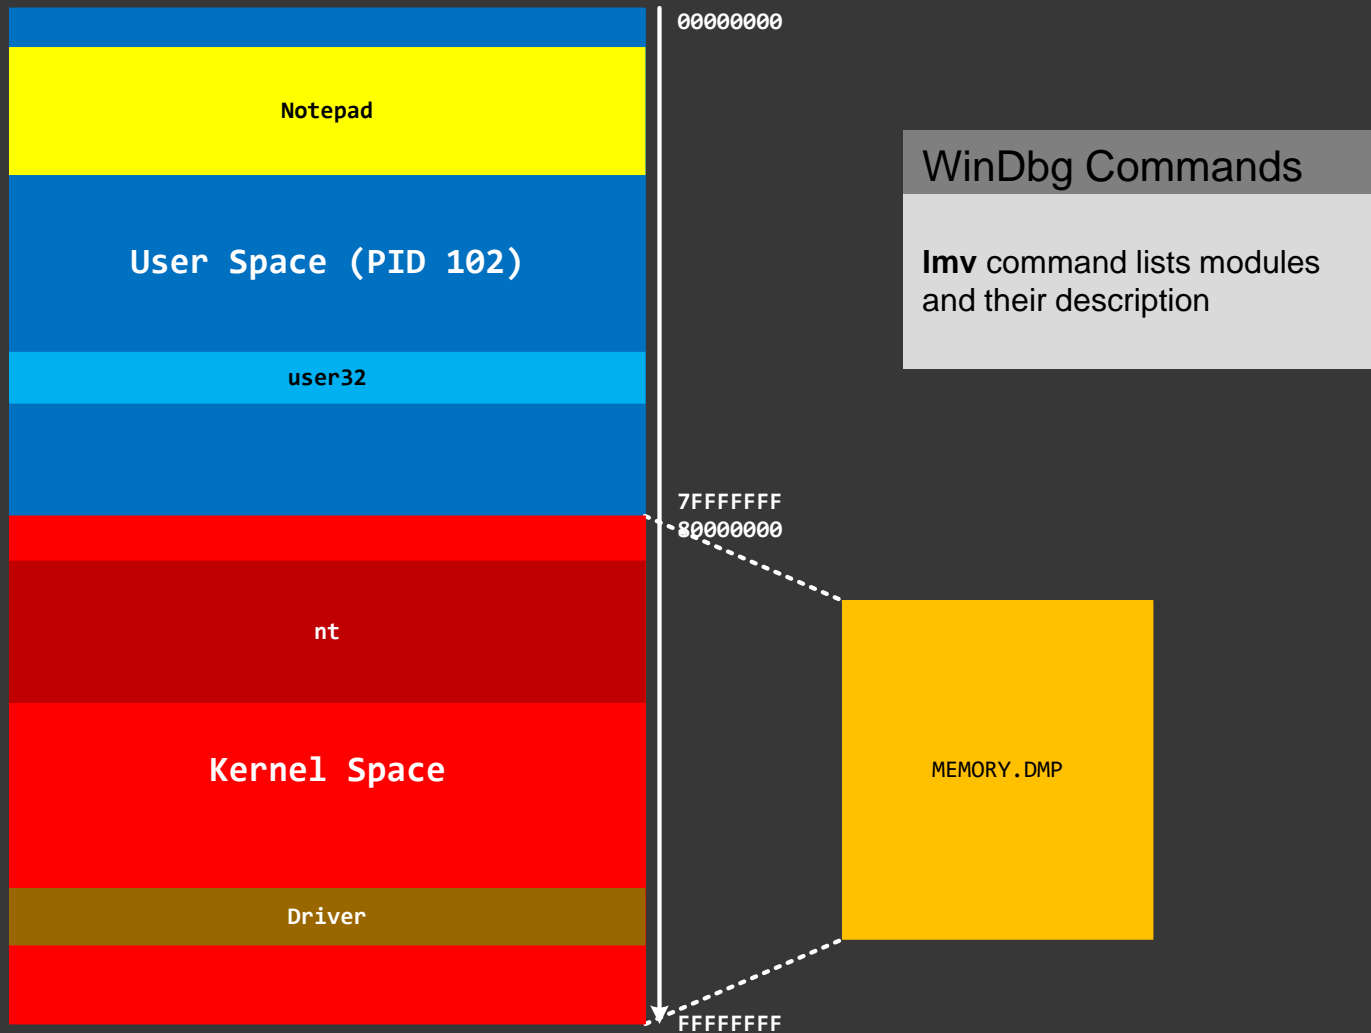 00000000
Notepad
User Space (PID 102)
user32
7FFFFFFF
80000000
nt
Kernel Space
Driver
FFFFFFFF
WinDbg Commands
lmv command lists modules
and their description
MEMORY.DMP